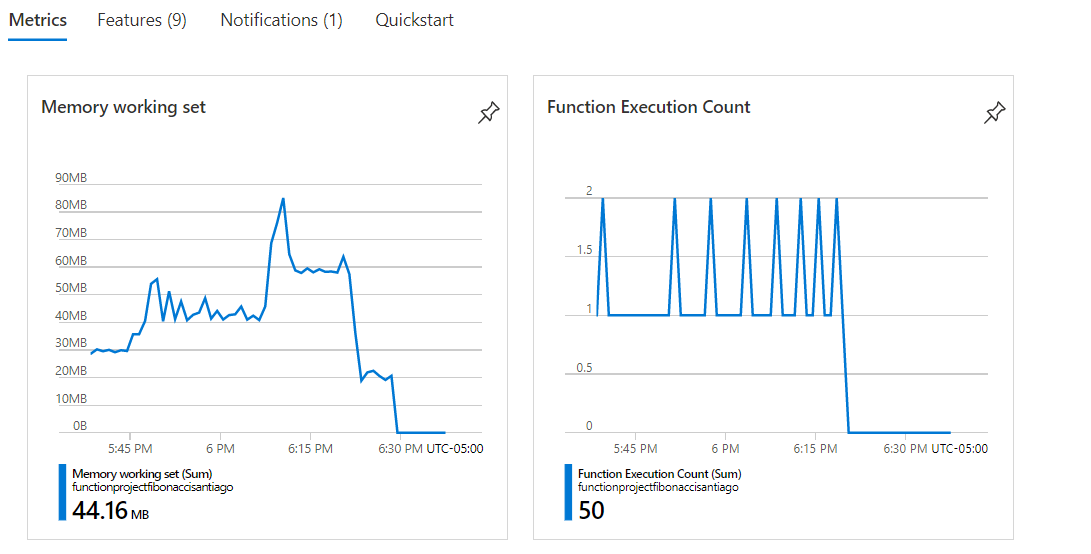 Metrics Features (9) Notifications (1) Quickstart
Memory working set
90MB
80MB
70MB
60MB
50MB
40MB
30MB
20MB
10MB
0B
5:45 PM 6 PM 6:15 PM 6:30 PM UTC-05:00
Memory working set (Sum)
functionprojectfibonaccisantiago
44.16 MB
Function Execution Count
2
1.5
1
0.5
0
5:45 PM 6 PM 6:15 PM 6:30 PM UTC-05:00
Function Execution Count (Sum)
functionprojectfibonaccisantiago
50